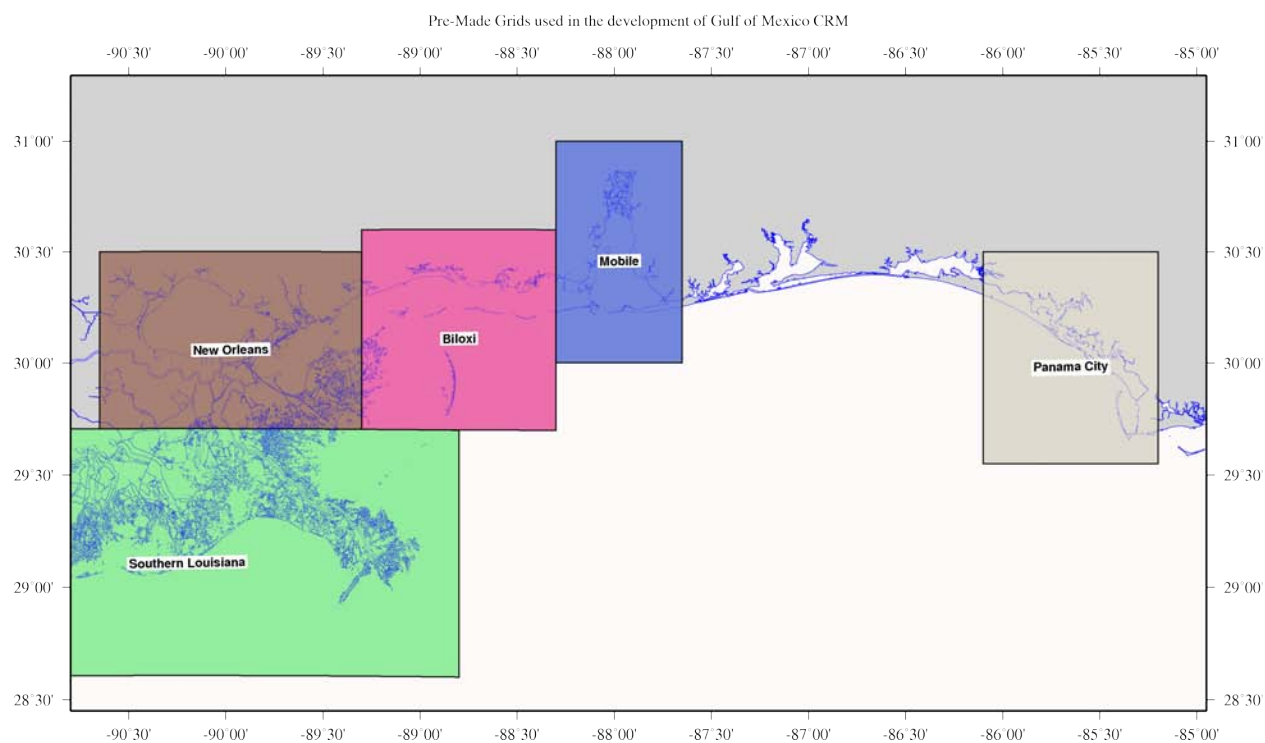 Pre-Made Grids used in the development of Gulf of Mexico CRM
-90˚30' -90˚00' -89˚30' -89˚00' -88˚30' -88˚00' -87˚30' -87˚00' -86˚30' -86˚00' -85˚30' -85˚00'
31˚00' 31˚00'
30˚30' 30˚30'
Mobile
Biloxi
New Orleans
30˚00' 30˚00'
Panama City
29˚30' 29˚30'
Southern Louisiana
29˚00' 29˚00'
28˚30' 28˚30'
-90˚30' -90˚00' -89˚30' -89˚00' -88˚30' -88˚00' -87˚30' -87˚00' -86˚30' -86˚00' -85˚30' -85˚00'